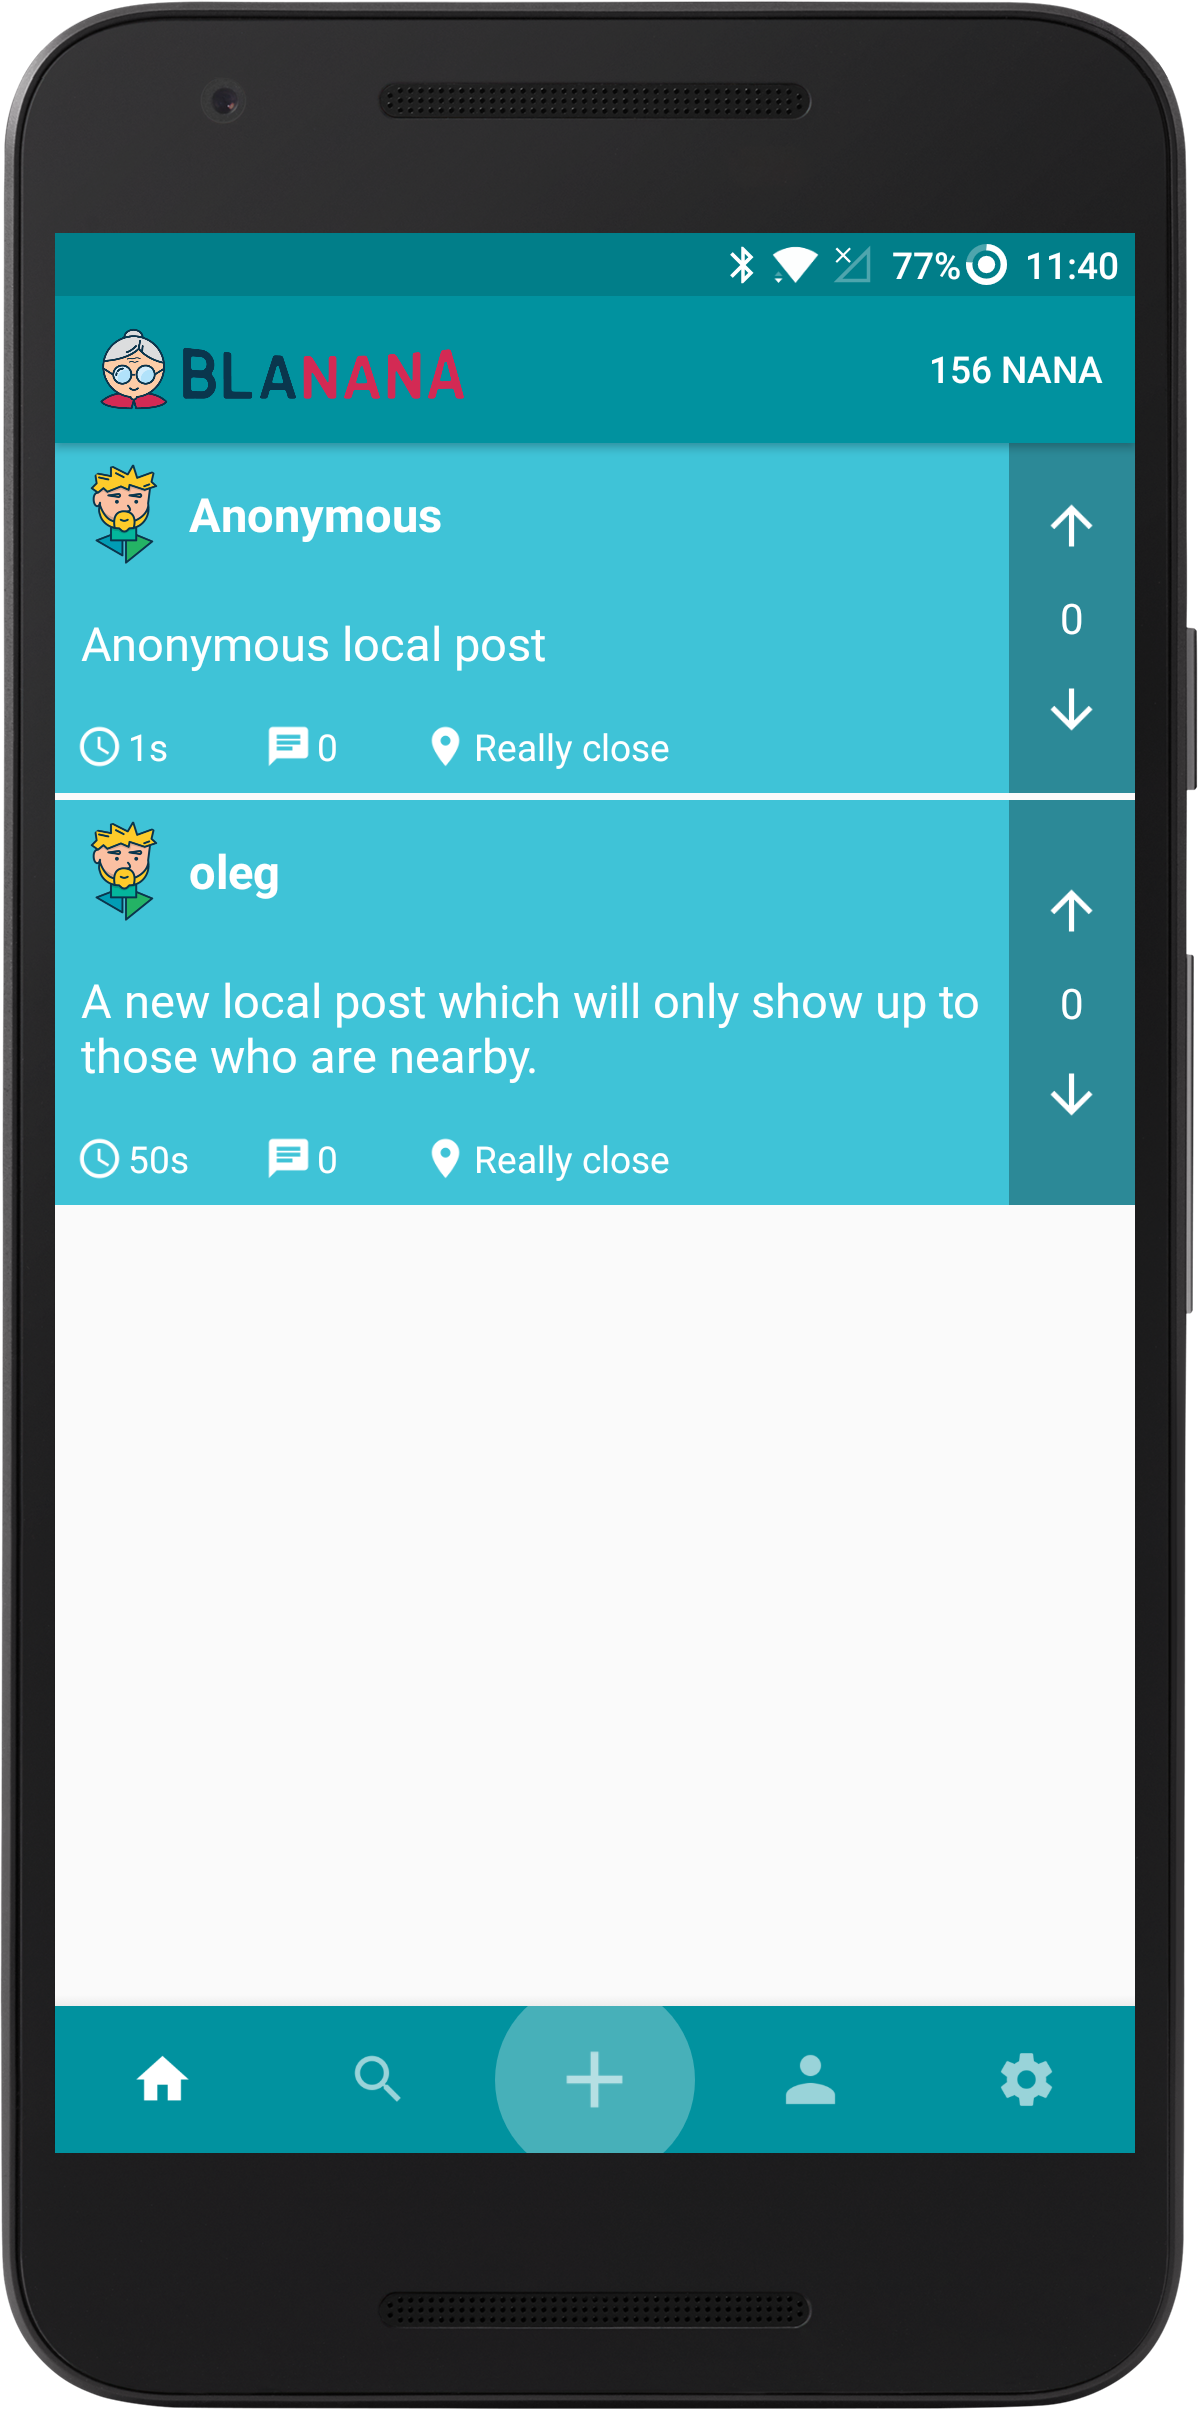 77% 11:40
BLANANA
156 NANA
Anonymous
Anonymous local post
1s 0 Really close
0
oleg
A new local post which will only show up to
those who are nearby.
50s 0 Really close
0